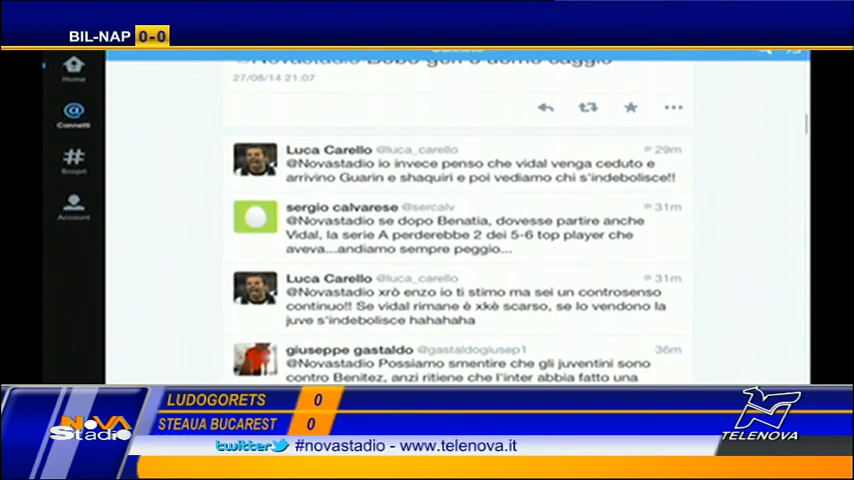 BIL-NAP 0-0
@Novastadio
27/08/14 21:07
Home
Connetti
Scopri
Account
Luca Carello @luca_carello 29m
@Novastadio io invece penso che vidal venga ceduto e
arrivino Guarin e shaquiri e poi vediamo chi s'indebolisce!!
sergio calvarese @sercalv 31m
@Novastadio se dopo Benatia, dovesse partire anche
Vidal, la serie A perderebbe 2 dei 5-6 top player che
aveva...andiamo sempre peggio...
Luca Carello @luca_carello 31m
@Novastadio xrò enzo io ti stimo ma sei un controsenso
continuo!! Se vidal rimane è xkè scarso, se lo vendono la
juve s'indebolisce hahahaha
giuseppe gastaldo @gastaldogiusep1 36m
@Novastadio Possiamo smentire che gli juventini sono
contro Benitez, anzi ritiene che l'inter abbia fatto una
LUDOGORETS 0
STEAUA BUCAREST 0
NOVA
Stadio
twitter #novastadio - www.telenova.it
TELENOVA